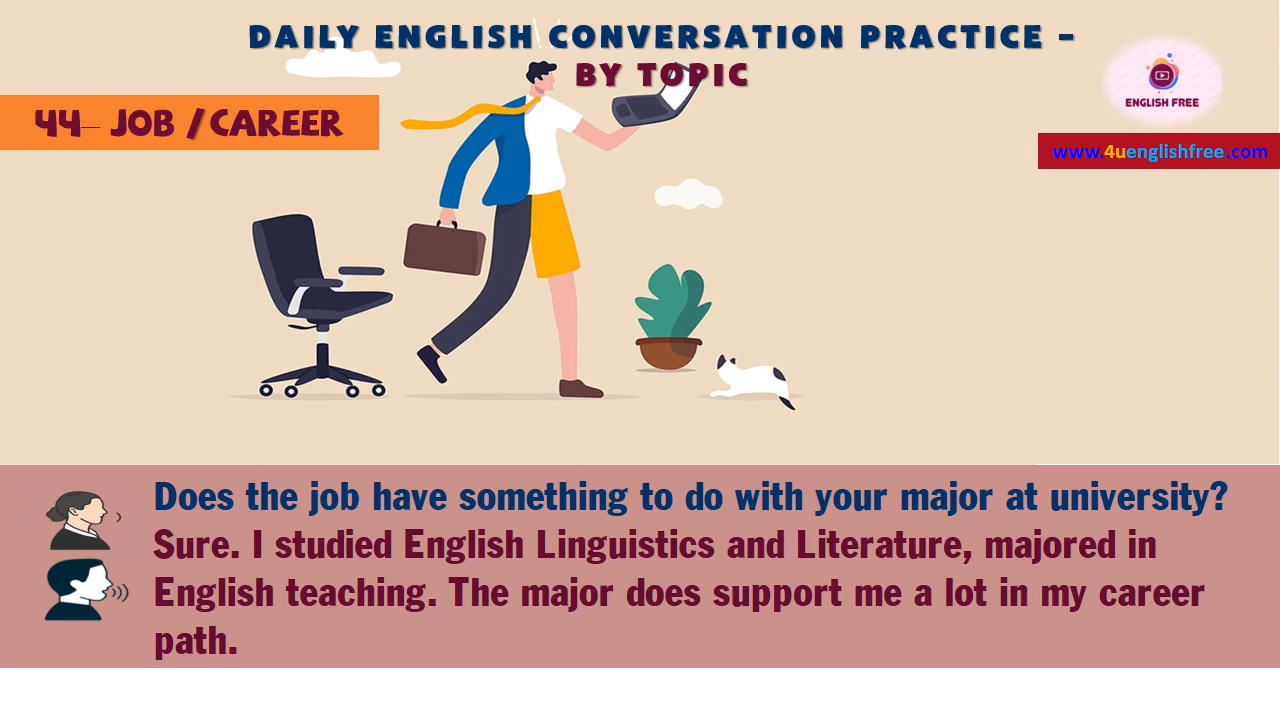 DAILY ENGLISH CONVERSATION PRACTICE –
BY TOPIC
44– JOB /CAREER
ENGLISH FREE
www.4uenglishfree.com
Does the job have something to do with your major at university?
Sure. I studied English Linguistics and Literature, majored in
English teaching. The major does support me a lot in my career
path.